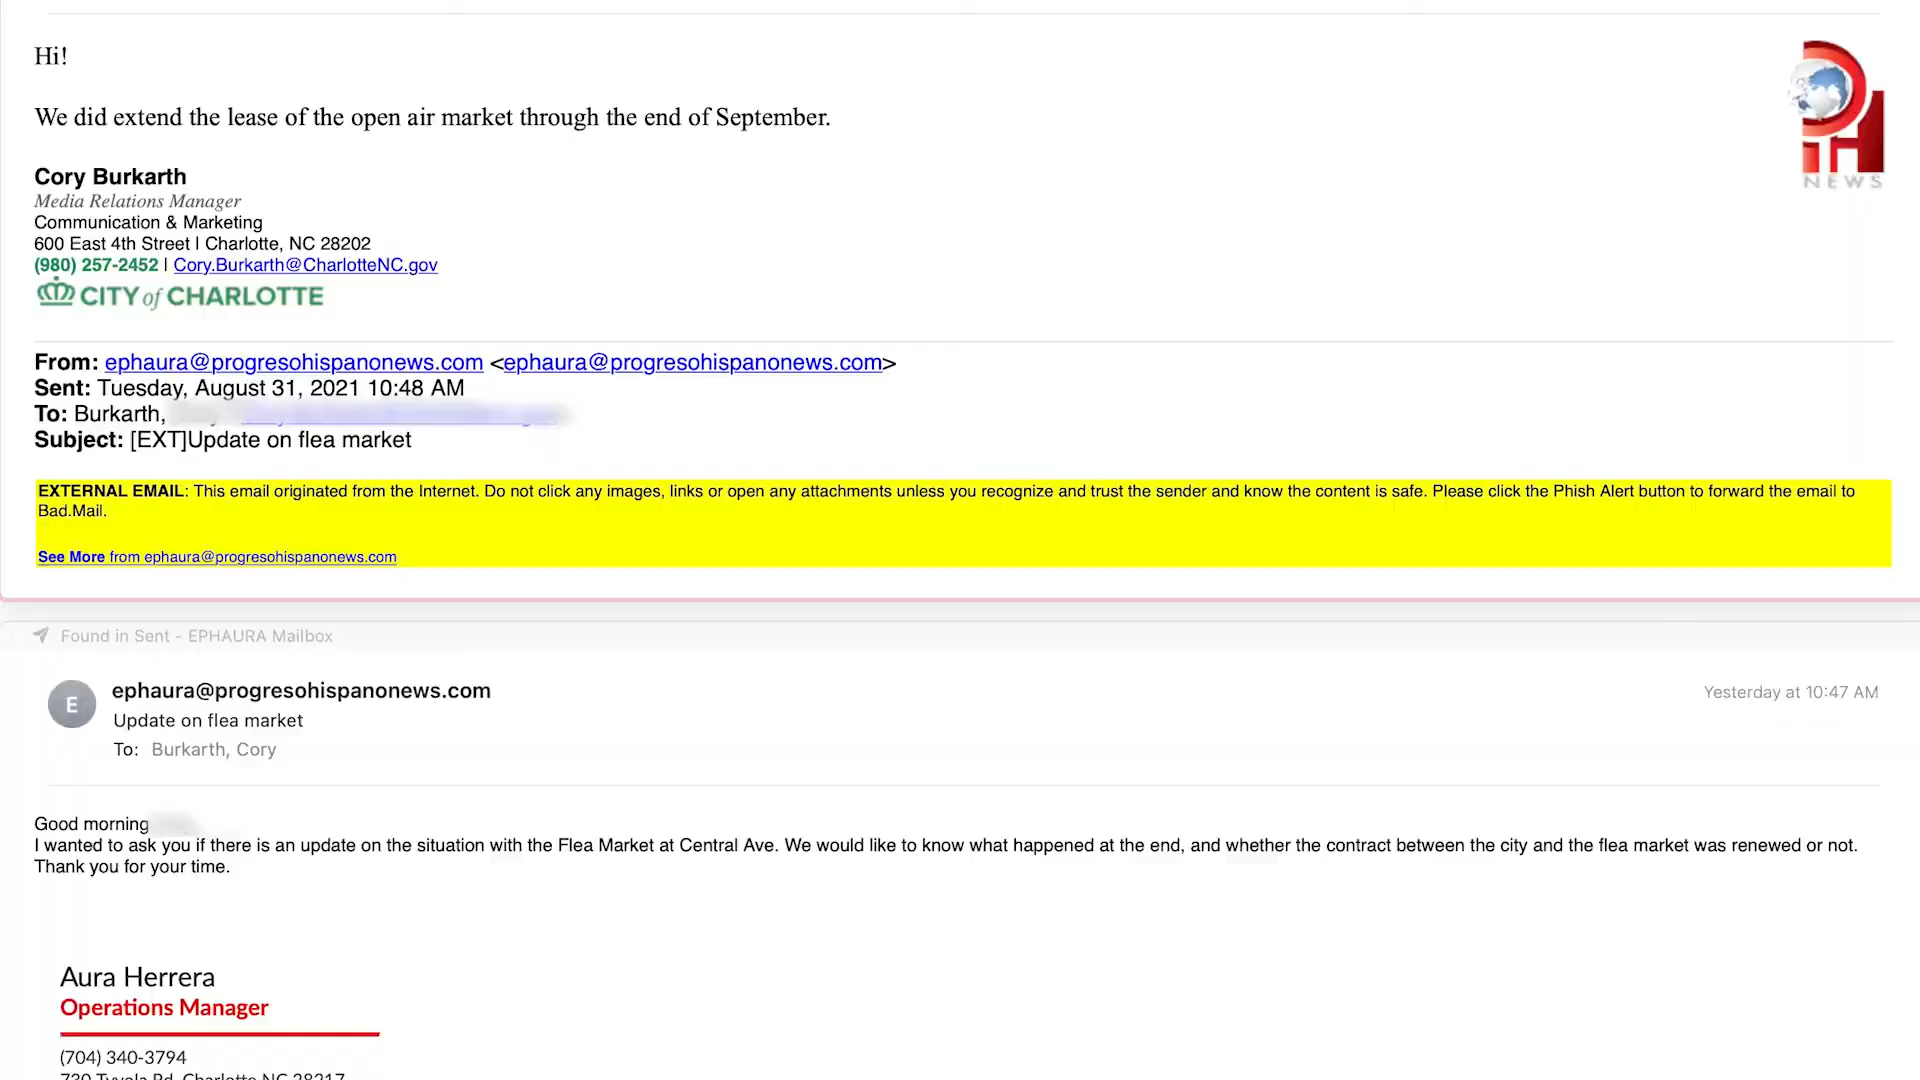 Hi!
We did extend the lease of the open air market through the end of September.
PH
NEWS
Cory Burkarth
Media Relations Manager
Communication & Marketing
600 East 4th Street I Charlotte, NC 28202
(980) 257-2452 I Cory.Burkarth@CharlotteNC.gov
CITY of CHARLOTTE
From: ephaura@progresohispanonews.com <ephaura@progresohispanonews.com>
Sent: Tuesday, August 31, 2021 10:48 AM
To: Burkarth,
Subject: [EXT]Update on flea market
EXTERNAL EMAIL: This email originated from the Internet. Do not click any images, links or open any attachments unless you recognize and trust the sender and know the content is safe. Please click the Phish Alert button to forward the email to
Bad.Mail.
See More from ephaura@progresohispanonews.com
Found in Sent - EPHAURA Mailbox
E
ephaura@progresohispanonews.com
Yesterday at 10:47 AM
Update on flea market
To: Burkarth, Cory
Good morning
I wanted to ask you if there is an update on the situation with the Flea Market at Central Ave. We would like to know what happened at the end, and whether the contract between the city and the flea market was renewed or not.
Thank you for your time.
Aura Herrera
Operations Manager
(704) 340-3794
730 Tyvola Rd. Charlotte NC 28217